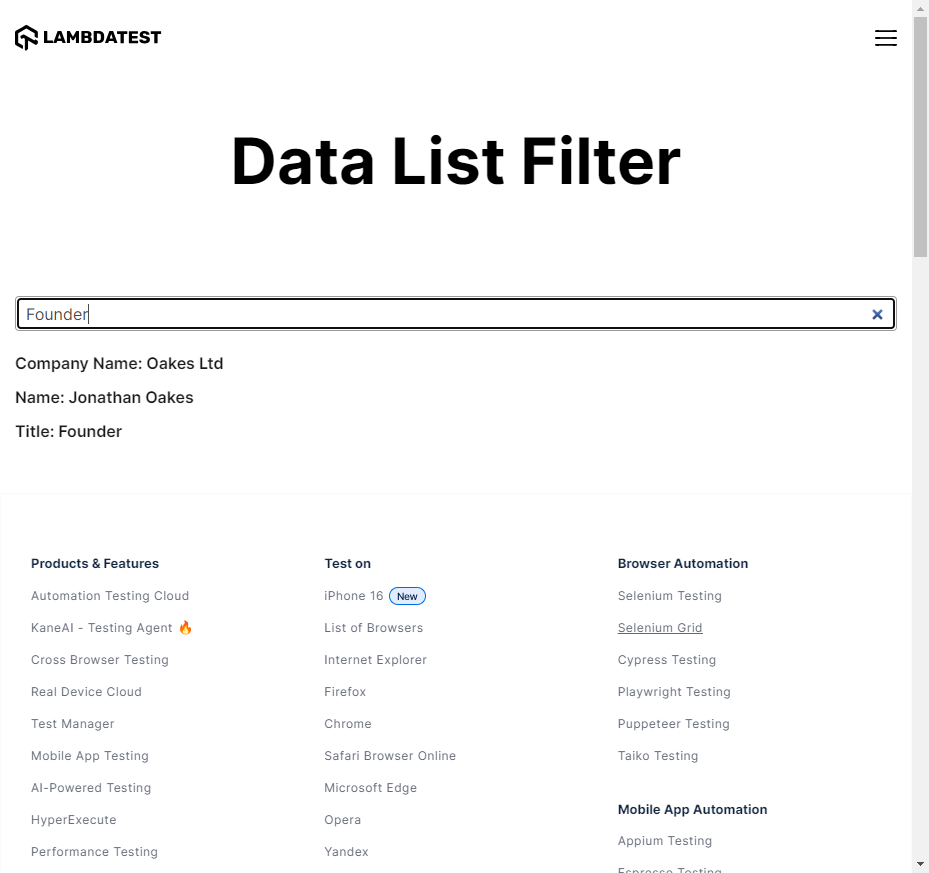 LAMBDATEST
Data List Filter
Founder
Company Name: Oakes Ltd
Name: Jonathan Oakes
Title: Founder
Products & Features
Automation Testing Cloud
KaneAI - Testing Agent 🔥
Cross Browser Testing
Real Device Cloud
Test Manager
Mobile App Testing
AI-Powered Testing
HyperExecute
Performance Testing
Test on
iPhone 16 New
List of Browsers
Internet Explorer
Firefox
Chrome
Safari Browser Online
Microsoft Edge
Opera
Yandex
Browser Automation
Selenium Testing
Selenium Grid
Cypress Testing
Playwright Testing
Puppeteer Testing
Taiko Testing
Mobile App Automation
Appium Testing
Espresso Testing